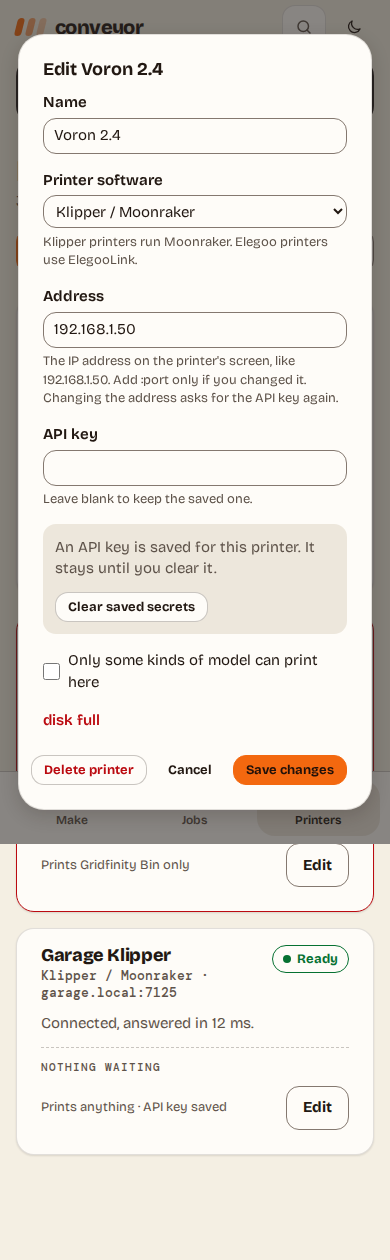 conveyor
Edit Voron 2.4
Name
Voron 2.4
Printer software
Klipper / Moonraker
Klipper printers run Moonraker. Elegoo printers
use ElegooLink.
Address
192.168.1.50
The IP address on the printer's screen, like
192.168.1.50. Add :port only if you changed it.
Changing the address asks for the API key again.
API key
Leave blank to keep the saved one.
An API key is saved for this printer. It
stays until you clear it.
Clear saved secrets
Only some kinds of model can print
here
disk full
Delete printer Cancel Save changes
Make Jobs Printers
Prints Gridfinity Bin only Edit
Garage Klipper Ready
Klipper / Moonraker ·
garage.local:7125
Connected, answered in 12 ms.
NOTHING WAITING
Prints anything · API key saved Edit